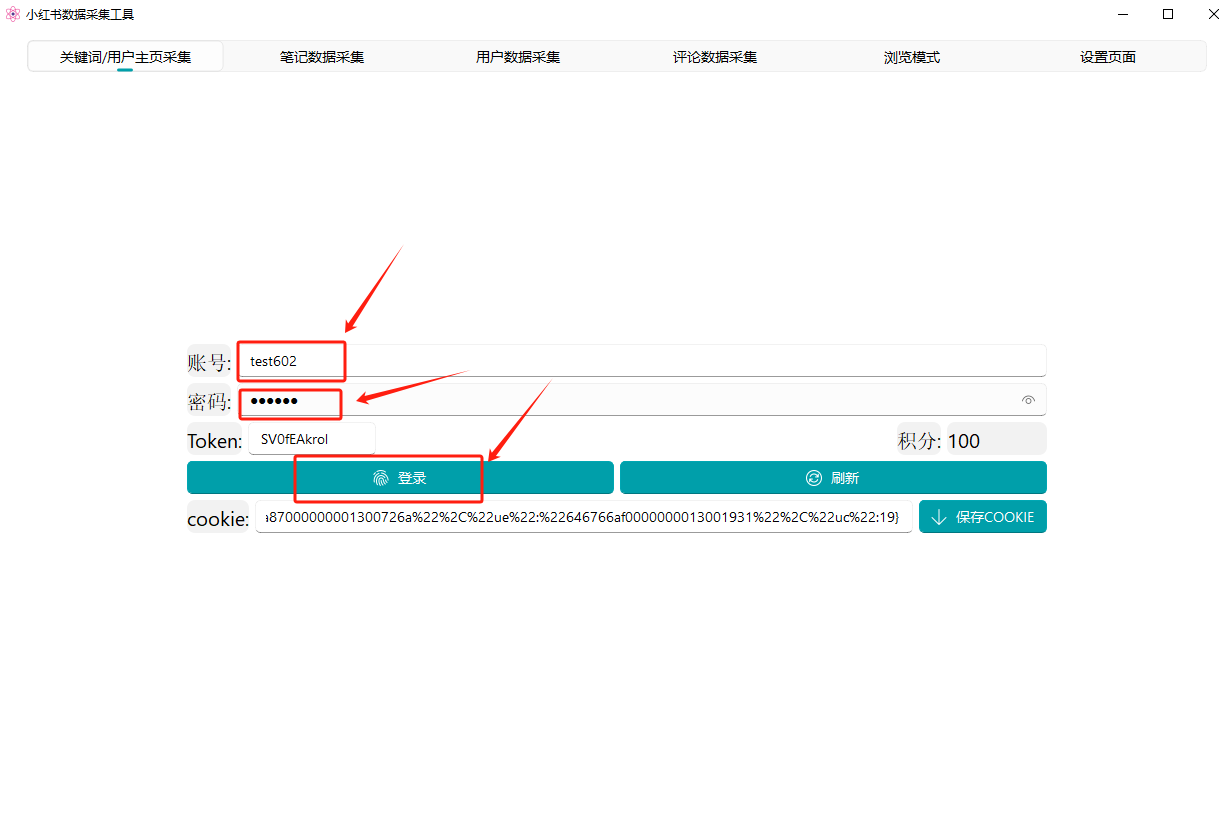 小红书数据采集工具
关键词/用户主页采集 笔记数据采集 用户数据采集 评论数据采集 浏览模式 设置页面
账号: test602
密码: ●●●●●●
Token: SV0fEAkrol 积分: 100
登录 刷新
cookie: a87000000001300726a%22%2C%22ue%22:%22646766af0000000013001931%22%2C%22uc%22:19} 保存COOKIE